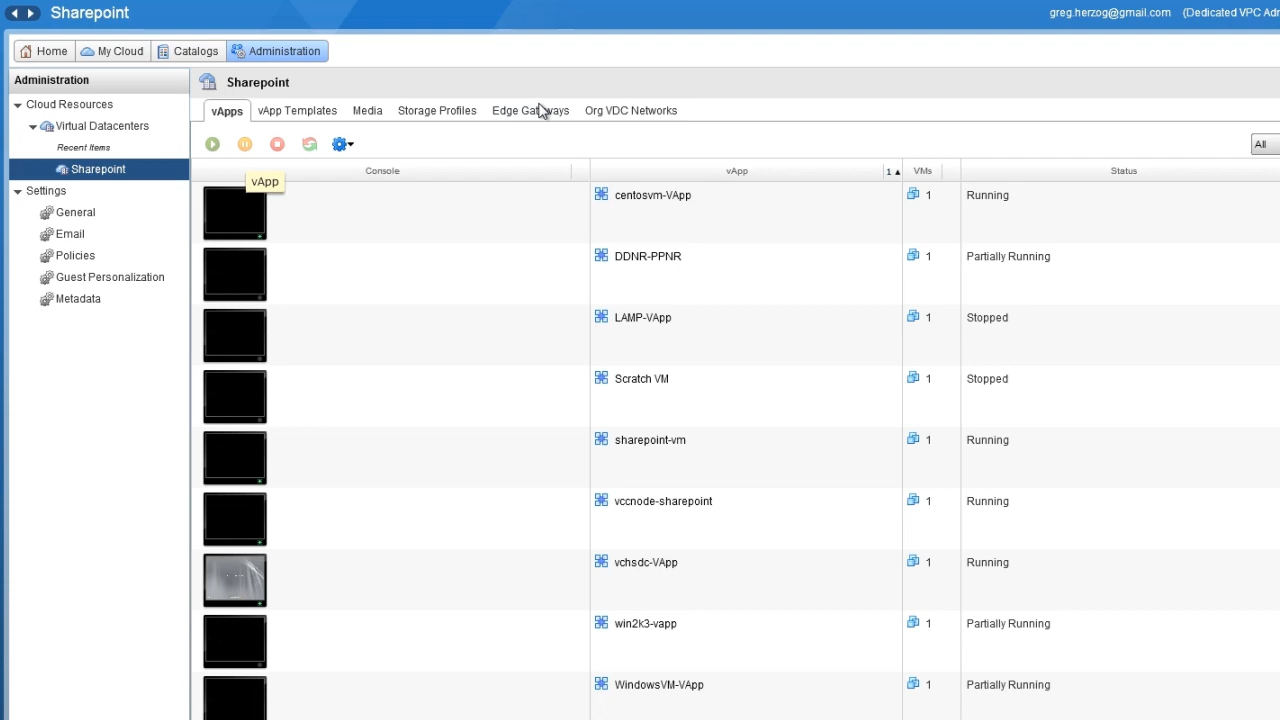 Sharepoint
greg.herzog@gmail.com (Dedicated VPC Adr
Home My Cloud Catalogs Administration
Administration
Cloud Resources
Virtual Datacenters
Recent Items
Sharepoint
Settings
General
Email
Policies
Guest Personalization
Metadata
Sharepoint
vApps vApp Templates Media Storage Profiles Edge Gateways Org VDC Networks
All
Console vApp 1 ▲ VMs Status
vApp
centosvm-VApp 1 Running
DDNR-PPNR 1 Partially Running
LAMP-VApp 1 Stopped
Scratch VM 1 Stopped
sharepoint-vm 1 Running
vccnode-sharepoint 1 Running
vchsdc-VApp 1 Running
win2k3-vapp 1 Partially Running
WindowsVM-VApp 1 Partially Running